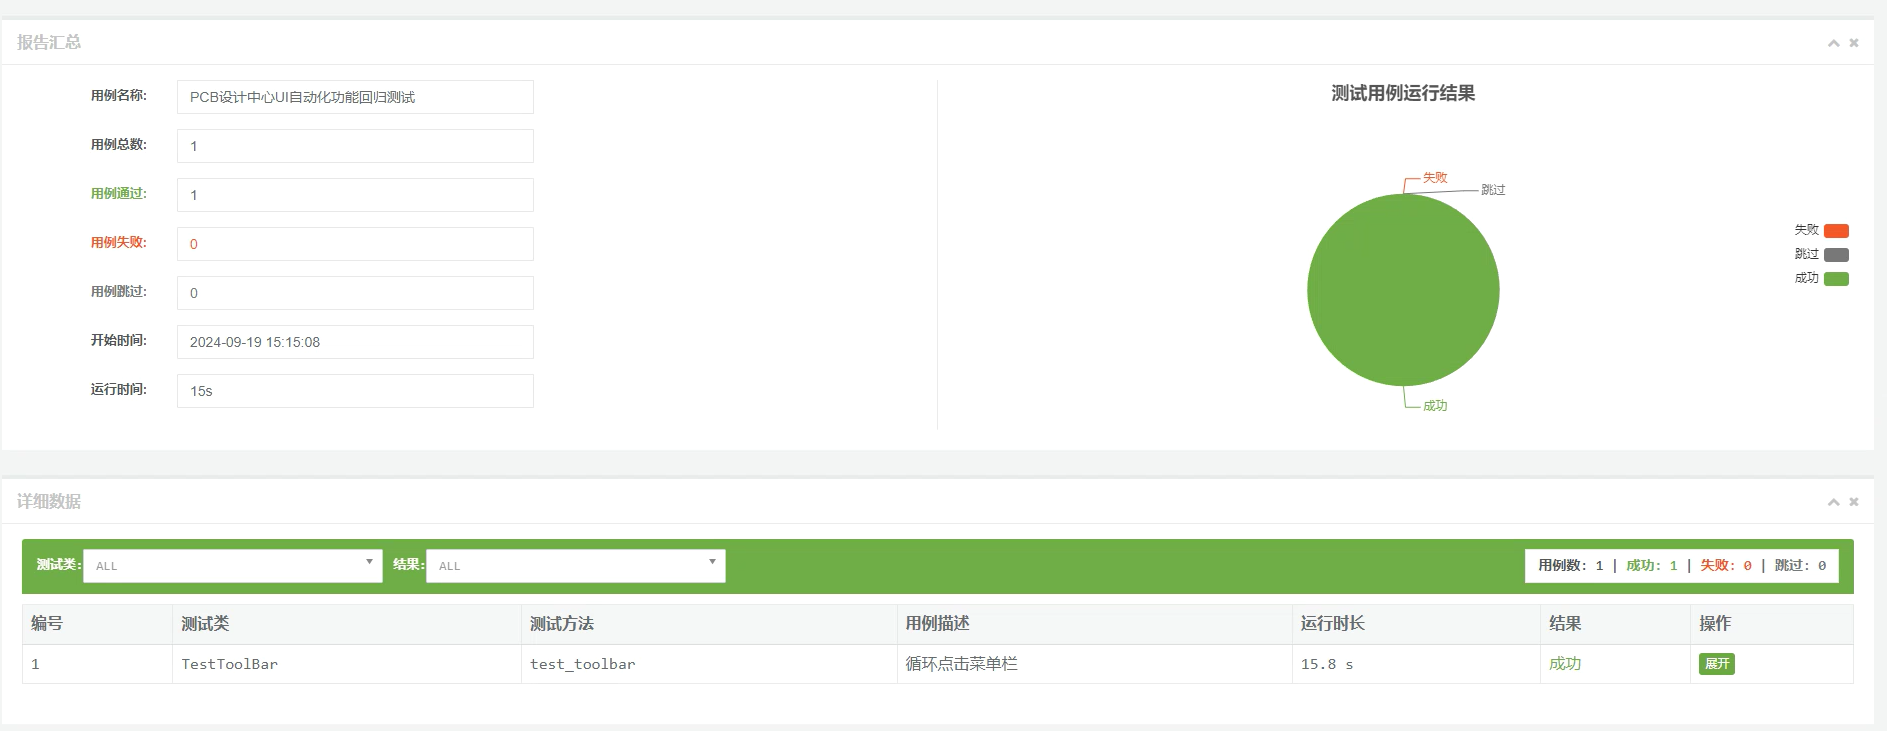 报告汇总
用例名称: PCB设计中心UI自动化功能回归测试
用例总数: 1
用例通过: 1
用例失败: 0
用例跳过: 0
开始时间: 2024-09-19 15:15:08
运行时间: 15s
测试用例运行结果
失败
跳过
成功
失败
跳过
成功
详细数据
测试类: ALL 结果: ALL 用例数: 1 | 成功: 1 | 失败: 0 | 跳过: 0
编号 测试类 测试方法 用例描述 运行时长 结果 操作
1 TestToolBar test_toolbar 循环点击菜单栏 15.8 s 成功 展开